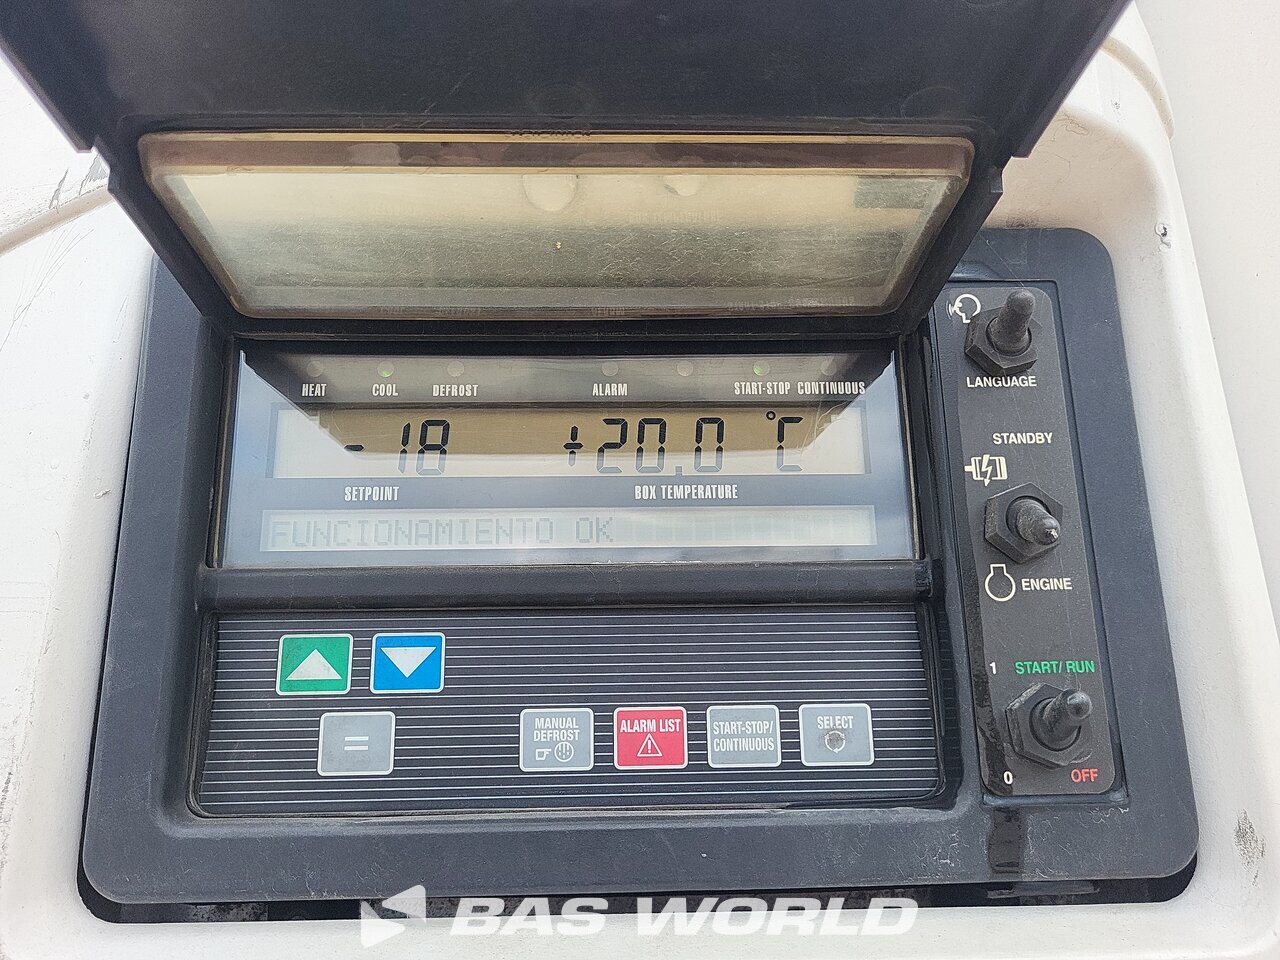 HEAT COOL DEFROST ALARM START-STOP CONTINUOUS
-18 +20.0 °C
SETPOINT BOX TEMPERATURE
FUNCIONAMIENTO OK
MANUAL DEFROST
ALARM LIST
START-STOP/ CONTINUOUS
SELECT
=
LANGUAGE
STANDBY
ENGINE
1 START/RUN
0 OFF
BAS WORLD